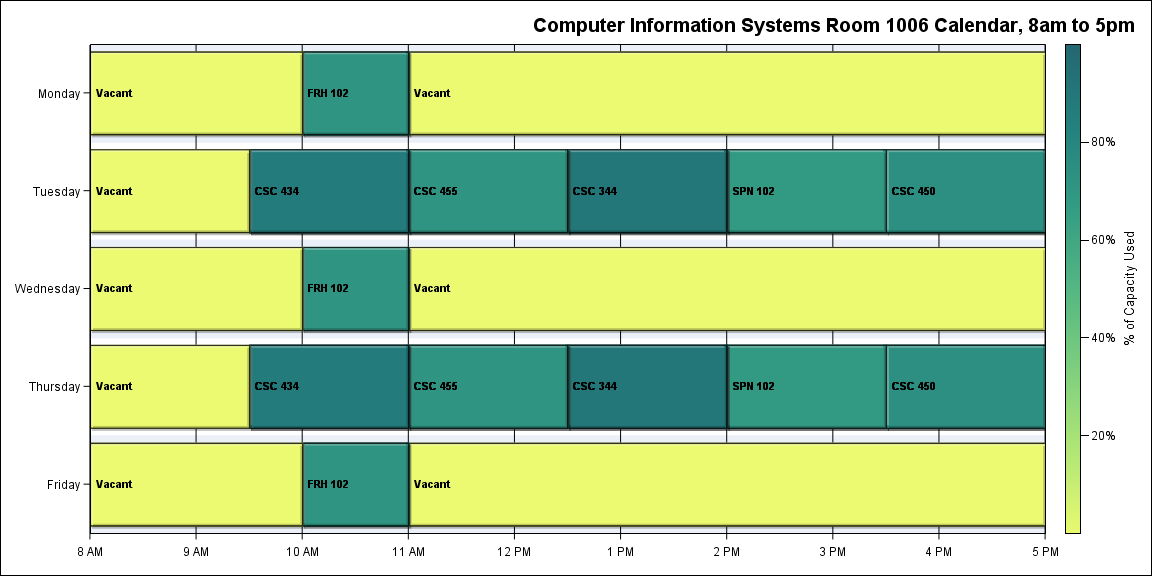 Computer Information Systems Room 1006 Calendar, 8am to 5pm
Monday
Vacant
FRH 102
Vacant
Tuesday
Vacant
CSC 434
CSC 455
CSC 344
SPN 102
CSC 450
Wednesday
Vacant
FRH 102
Vacant
Thursday
Vacant
CSC 434
CSC 455
CSC 344
SPN 102
CSC 450
Friday
Vacant
FRH 102
Vacant
8 AM
9 AM
10 AM
11 AM
12 PM
1 PM
2 PM
3 PM
4 PM
5 PM
80%
60%
40%
20%
% of Capacity Used